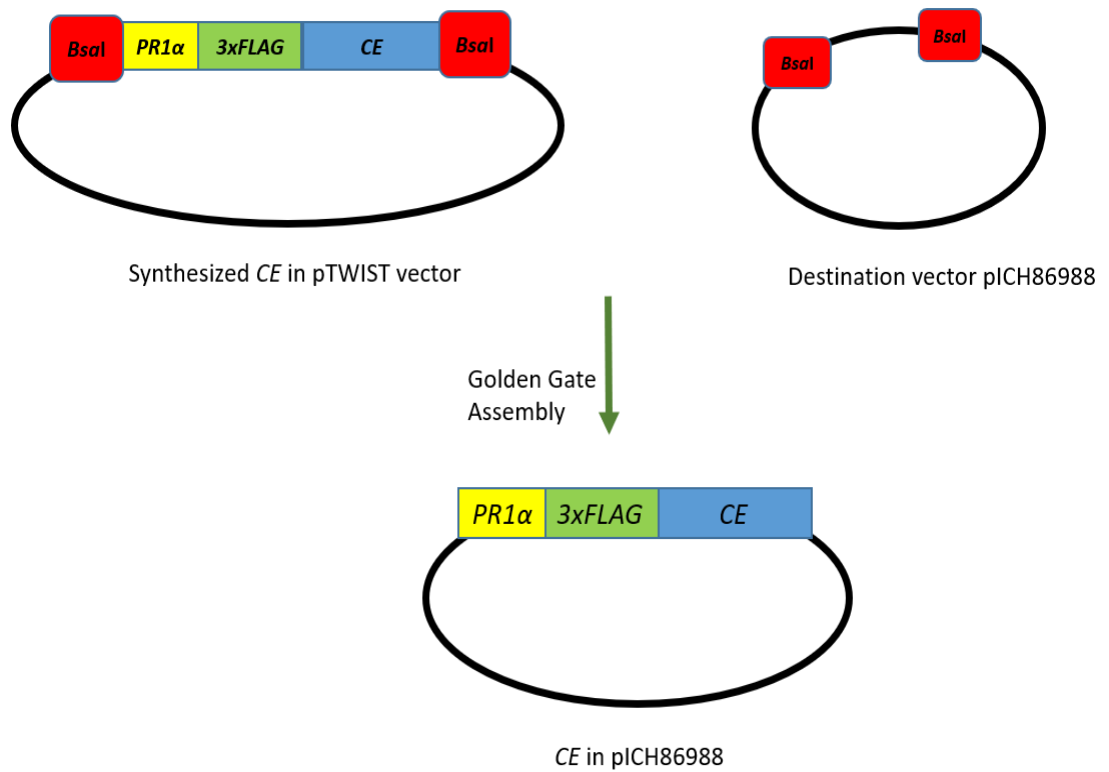 BsaI PR1α 3xFLAG CE BsaI
BsaI BsaI
Synthesized CE in pTWIST vector
Destination vector pICH86988
Golden Gate
Assembly
PR1α 3xFLAG CE
CE in pICH86988